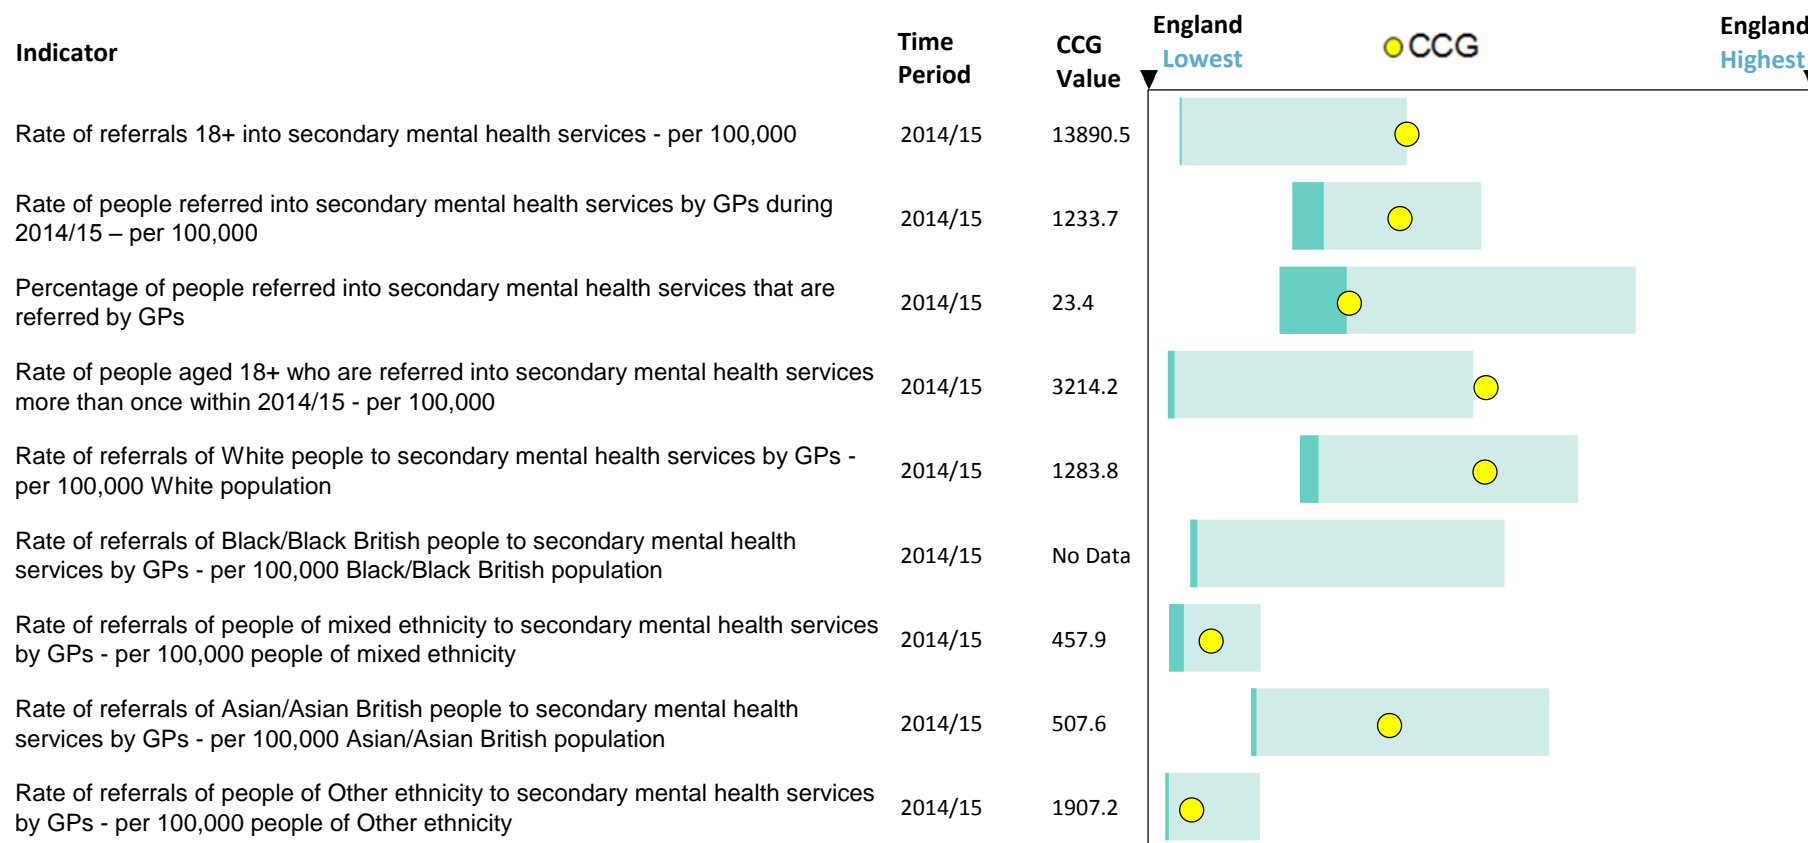 Indicator
Time
Period
CCG
Value
England
Lowest
CCG
England
Highest
Rate of referrals 18+ into secondary mental health services - per 100,000
2014/15
13890.5
Rate of people referred into secondary mental health services by GPs during
2014/15 – per 100,000
2014/15
1233.7
Percentage of people referred into secondary mental health services that are
referred by GPs
2014/15
23.4
Rate of people aged 18+ who are referred into secondary mental health services
more than once within 2014/15 - per 100,000
2014/15
3214.2
Rate of referrals of White people to secondary mental health services by GPs -
per 100,000 White population
2014/15
1283.8
Rate of referrals of Black/Black British people to secondary mental health
services by GPs - per 100,000 Black/Black British population
2014/15
No Data
Rate of referrals of people of mixed ethnicity to secondary mental health services
by GPs - per 100,000 people of mixed ethnicity
2014/15
457.9
Rate of referrals of Asian/Asian British people to secondary mental health
services by GPs - per 100,000 Asian/Asian British population
2014/15
507.6
Rate of referrals of people of Other ethnicity to secondary mental health services
by GPs - per 100,000 people of Other ethnicity
2014/15
1907.2